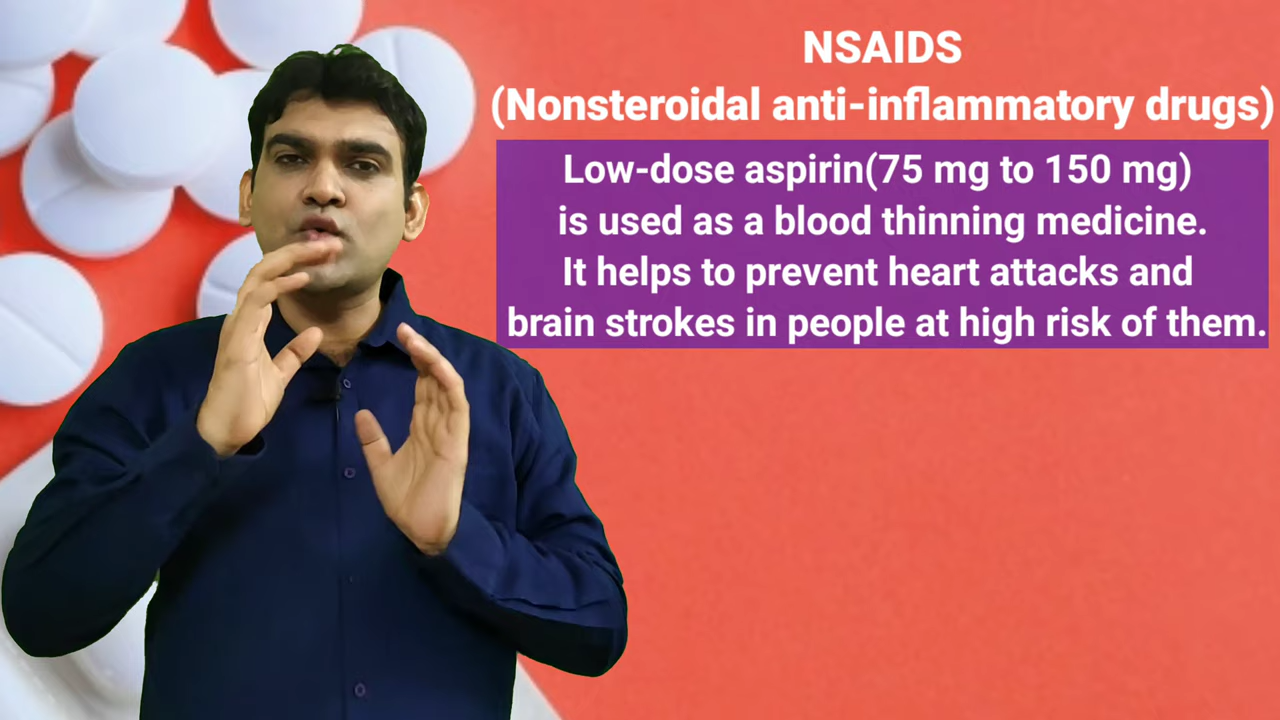 NSAIDS
(Nonsteroidal anti-inflammatory drugs)
Low-dose aspirin(75 mg to 150 mg)
is used as a blood thinning medicine.
It helps to prevent heart attacks and
brain strokes in people at high risk of them.